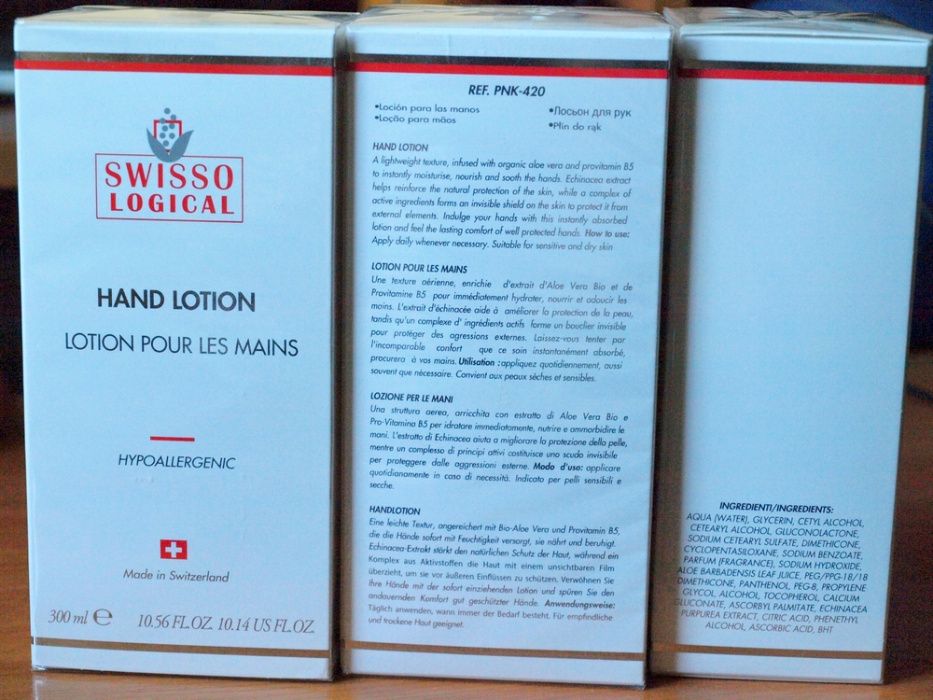 SWISSO
LOGICAL
HAND LOTION
LOTION POUR LES MAINS
HYPOALLERGENIC
Made in Switzerland
300 ml ℮ 10.56 FL.OZ. 10.14 US FL.OZ.
REF. PNK-420
•Loción para las manos •Лосьон для рук
•Loção para mãos •Płin do rąk
HAND LOTION
A lightweight texture, infused with organic aloe vera and provitamin B5
to instantly moisturise, nourish and sooth the hands. Echinacea extract
helps reinforce the natural protection of the skin, while a complex of
active ingredients forms an invisible shield on the skin to protect it from
external elements. Indulge your hands with this instantly absorbed
lotion and feel the lasting comfort of well protected hands. How to use:
Apply daily whenever necessary. Suitable for sensitive and dry skin
LOTION POUR LES MAINS
Une texture aérienne, enrichie d'extrait d'Aloe Vera Bio et de
Provitamine B5 pour immédiatement hydrater, nourrir et adoucir les
mains. L'extrait d'échinacée aide à améliorer la protection de la peau,
tandis qu'un complexe d' ingrédients actifs forme un bouclier invisible
pour protéger des agressions externes. Laissez-vous tenter par
l'incomparable confort que ce soin instantanément absorbé,
procurera à vos mains. Utilisation : appliquez quotidiennement, aussi
souvent que nécessaire. Convient aux peaux sèches et sensibles.
LOZIONE PER LE MANI
Una struttura aerea, arricchita con estratto di Aloe Vera Bio e
Pro-Vitamina B5 per idratare immediatamente, nutrire e ammorbidire le
mani. L'estratto di Echinacea aiuta a migliorare la protezione della pelle,
mentre un complesso di principi attivi costituisce uno scudo invisibile
per proteggere dalle aggressioni esterne. Modo d'uso: applicare
quotidianamente in caso di necessità. Indicato per pelli sensibili e
secche.
HANDLOTION
Eine leichte Textur, angereichert mit Bio-Aloe Vera und Provitamin B5,
die die Hände sofort mit Feuchtigkeit versorgt, sie nährt und beruhigt.
Echinacea-Extrakt stärkt den natürlichen Schutz der Haut, während ein
Komplex aus Aktivstoffen die Haut mit einem unsichtbaren Film
überzieht, um sie vor äußeren Einflüssen zu schützen. Verwöhnen Sie
Ihre Hände mit der sofort einziehenden Lotion und spüren Sie den
andauernden Komfort gut geschützter Hände. Anwendungsweise:
Täglich anwenden, wann immer der Bedarf besteht. Für empfindliche
und trockene Haut geeignet.
INGREDIENTI/INGREDIENTS:
AQUA (WATER), GLYCERIN, CETYL ALCOHOL,
CETEARYL ALCOHOL, GLUCONOLACTONE,
SODIUM CETEARYL SULFATE, DIMETHICONE,
CYCLOPENTASILOXANE, SODIUM BENZOATE,
PARFUM (FRAGRANCE), SODIUM HYDROXIDE,
ALOE BARBADENSIS LEAF JUICE, PEG/PPG-18/18
DIMETHICONE, PANTHENOL, PEG-8, PROPYLENE
GLYCOL, ALCOHOL, TOCOPHEROL, CALCIUM
GLUCONATE, ASCORBYL PALMITATE, ECHINACEA
PURPUREA EXTRACT, CITRIC ACID, PHENETHYL
ALCOHOL, ASCORBIC ACID, BHT